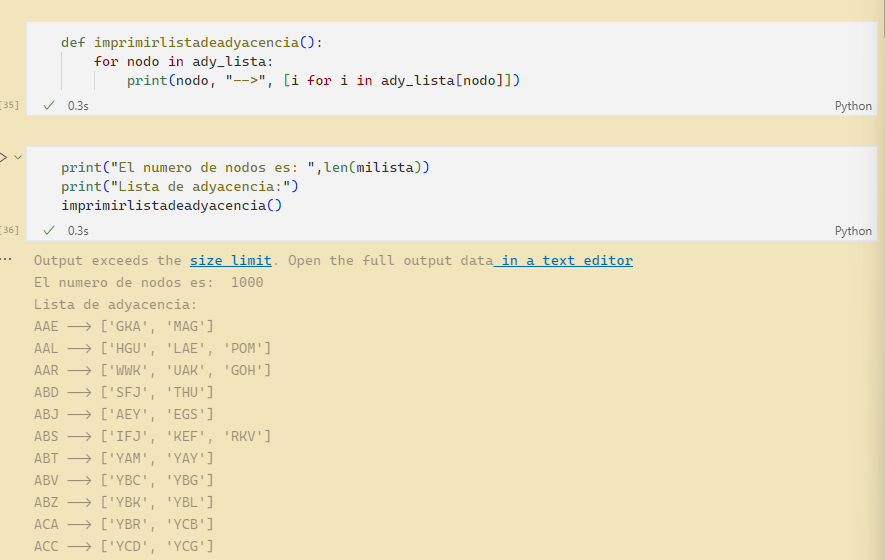 def imprimirlistadeadyacencia():
for nodo in ady_lista:
print(nodo, "-->", [i for i in ady_lista[nodo]])
[35]
0.3s
Python
print("El numero de nodos es: ",len(milista))
print("Lista de adyacencia:")
imprimirlistadeadyacencia()
[36]
0.3s
Python
... Output exceeds the size limit. Open the full output data in a text editor
El numero de nodos es:  1000
Lista de adyacencia:
AAE --> ['GKA', 'MAG']
AAL --> ['HGU', 'LAE', 'POM']
AAR --> ['WWK', 'UAK', 'GOH']
ABD --> ['SFJ', 'THU']
ABJ --> ['AEY', 'EGS']
ABS --> ['IFJ', 'KEF', 'RKV']
ABT --> ['YAM', 'YAY']
ABV --> ['YBC', 'YBG']
ABZ --> ['YBK', 'YBL']
ACA --> ['YBR', 'YCB']
ACC --> ['YCD', 'YCG']